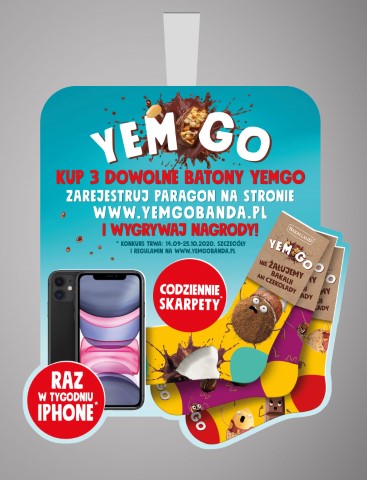 YEM GO
KUP 3 DOWOLNE BATONY YEMGO
ZAREJESTRUJ PARAGON NA STRONIE
WWW.YEMGOBANDA.PL
I WYGRYWAJ NAGRODY!
* KONKURS TRWA: 14.09-25.10.2020. SZCZEGÓŁY
I REGULAMIN NA WWW.YEMGOBANDA.PL
CODZIENNIE
SKARPETY*
BAKALLAND
YEM GO
NIE ŻAŁUJEMY
BAKALII
ANI CZEKOLADY
RAZ
W TYGODNIU
IPHONE*
GO